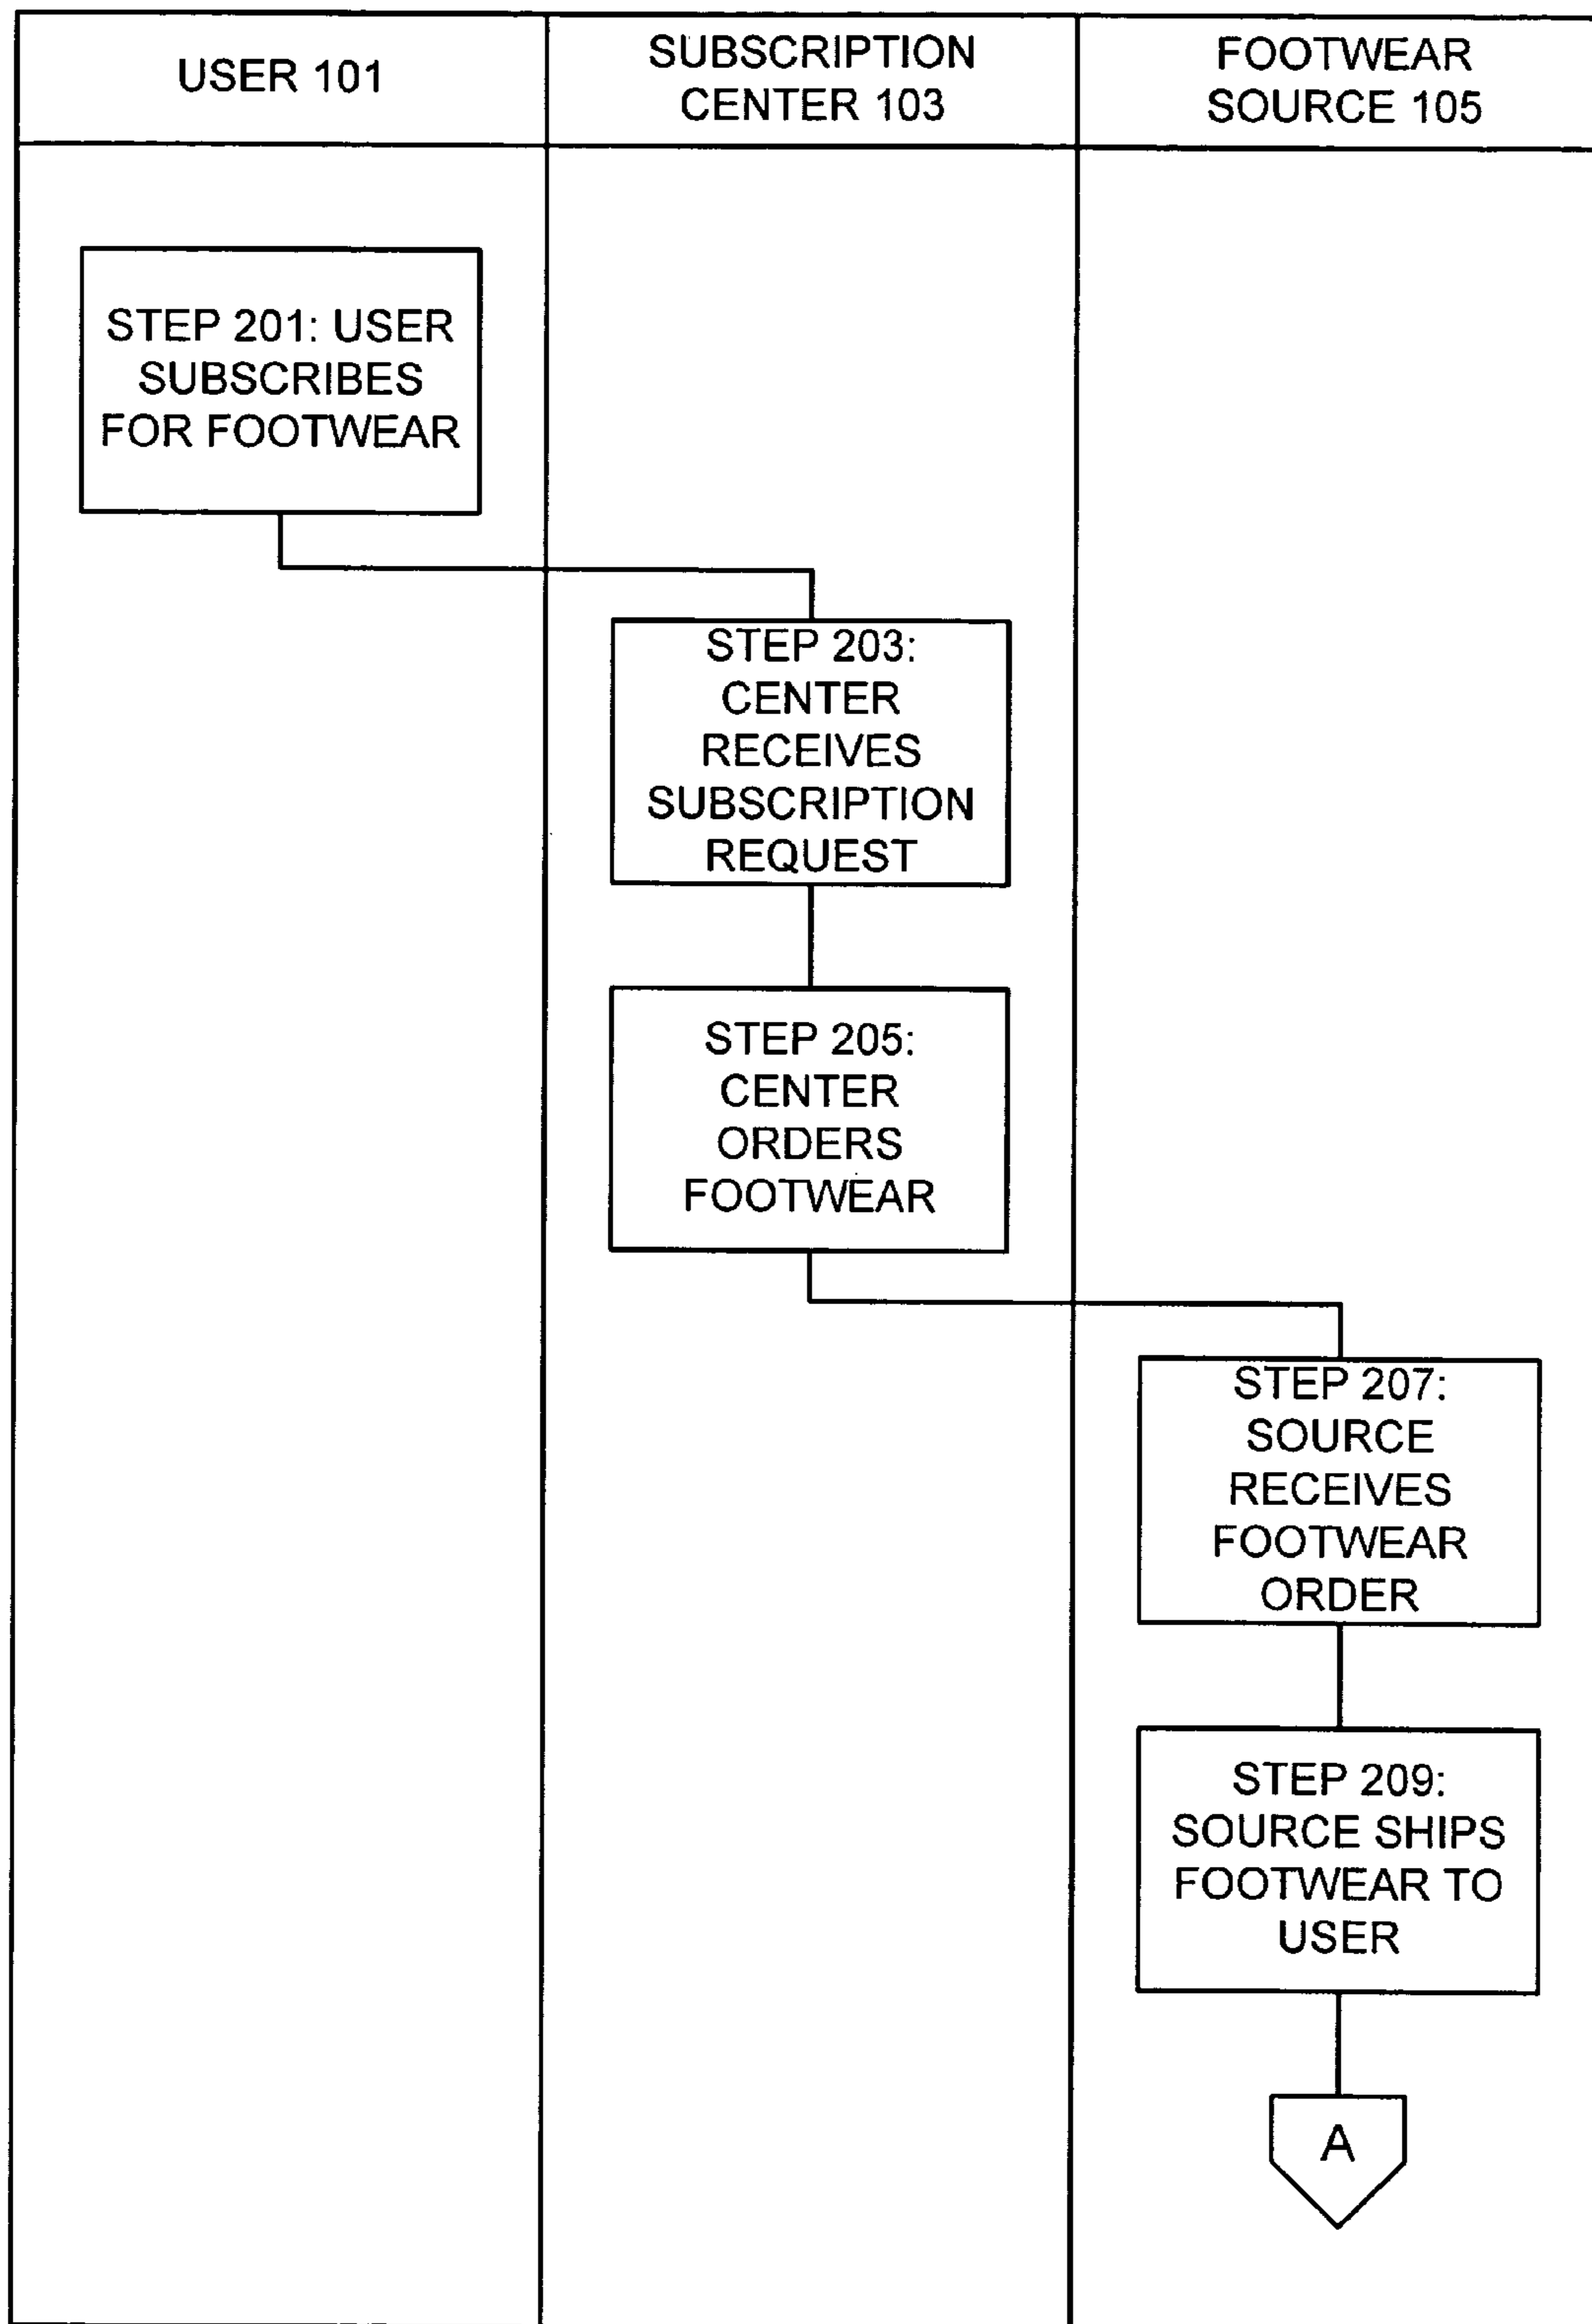 USER 101
SUBSCRIPTION
CENTER 103
FOOTWEAR
SOURCE 105
STEP 201: USER
SUBSCRIBES
FOR FOOTWEAR
STEP 203:
CENTER
RECEIVES
SUBSCRIPTION
REQUEST
STEP 205:
CENTER
ORDERS
FOOTWEAR
STEP 207:
SOURCE
RECEIVES
FOOTWEAR
ORDER
STEP 209:
SOURCE SHIPS
FOOTWEAR TO
USER
A